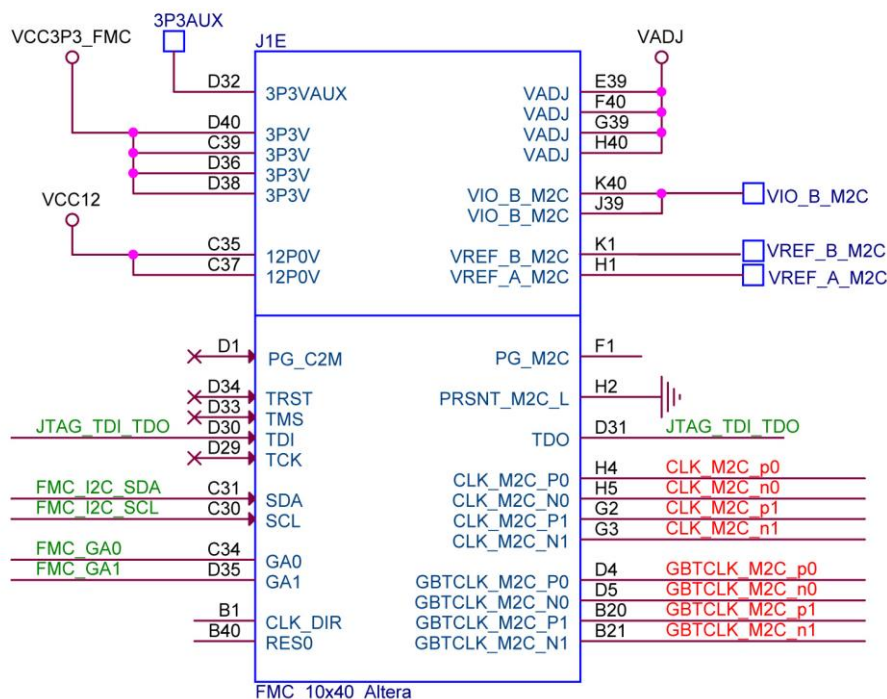 3P3AUX
VCC3P3_FMC
J1E
VADJ
D32
3P3VAUX
VADJ
E39
VADJ
F40
D40
3P3V
VADJ
G39
C39
3P3V
VADJ
H40
D36
3P3V
D38
3P3V
VIO_B_M2C
K40
VIO_B_M2C
VCC12
VIO_B_M2C
J39
C35
12P0V
VREF_B_M2C
K1
VREF_B_M2C
C37
12P0V
VREF_A_M2C
H1
VREF_A_M2C
D1
PG_C2M
PG_M2C
F1
D34
TRST
PRSNT_M2C_L
H2
D33
TMS
JTAG_TDI_TDO
D30
TDI
TDO
D31
JTAG_TDI_TDO
D29
TCK
CLK_M2C_P0
H4
CLK_M2C_p0
FMC_I2C_SDA
C31
SDA
CLK_M2C_N0
H5
CLK_M2C_n0
FMC_I2C_SCL
C30
SCL
CLK_M2C_P1
G2
CLK_M2C_p1
CLK_M2C_N1
G3
CLK_M2C_n1
FMC_GA0
C34
GA0
FMC_GA1
D35
GA1
GBTCLK_M2C_P0
D4
GBTCLK_M2C_p0
GBTCLK_M2C_N0
D5
GBTCLK_M2C_n0
B1
CLK_DIR
GBTCLK_M2C_P1
B20
GBTCLK_M2C_p1
B40
RES0
GBTCLK_M2C_N1
B21
GBTCLK_M2C_n1
FMC_10x40_Altera